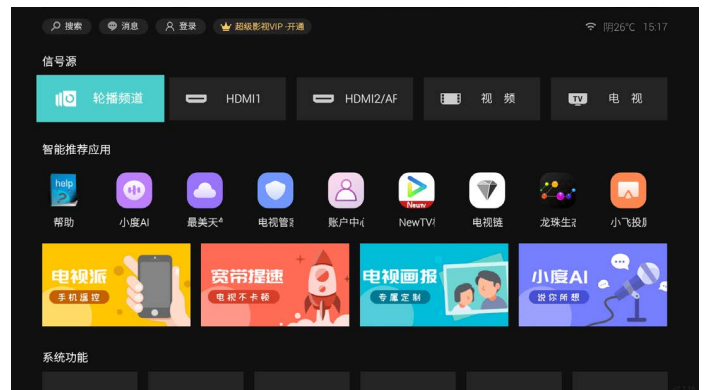 搜索 消息 登录 超级影视VIP·开通 阴26°C 15:17
信号源
轮播频道 HDMI1 HDMI2/AF 视 频 TV 电 视
智能推荐应用
help Neuntv
帮助 小度AI 最美天 电视管 账户中 NewTV 电视链 龙珠生 小飞投
电视派 宽带提速 电视画报 小度AI
手机遥控 电视不卡顿 专属定制 说你所想
系统功能